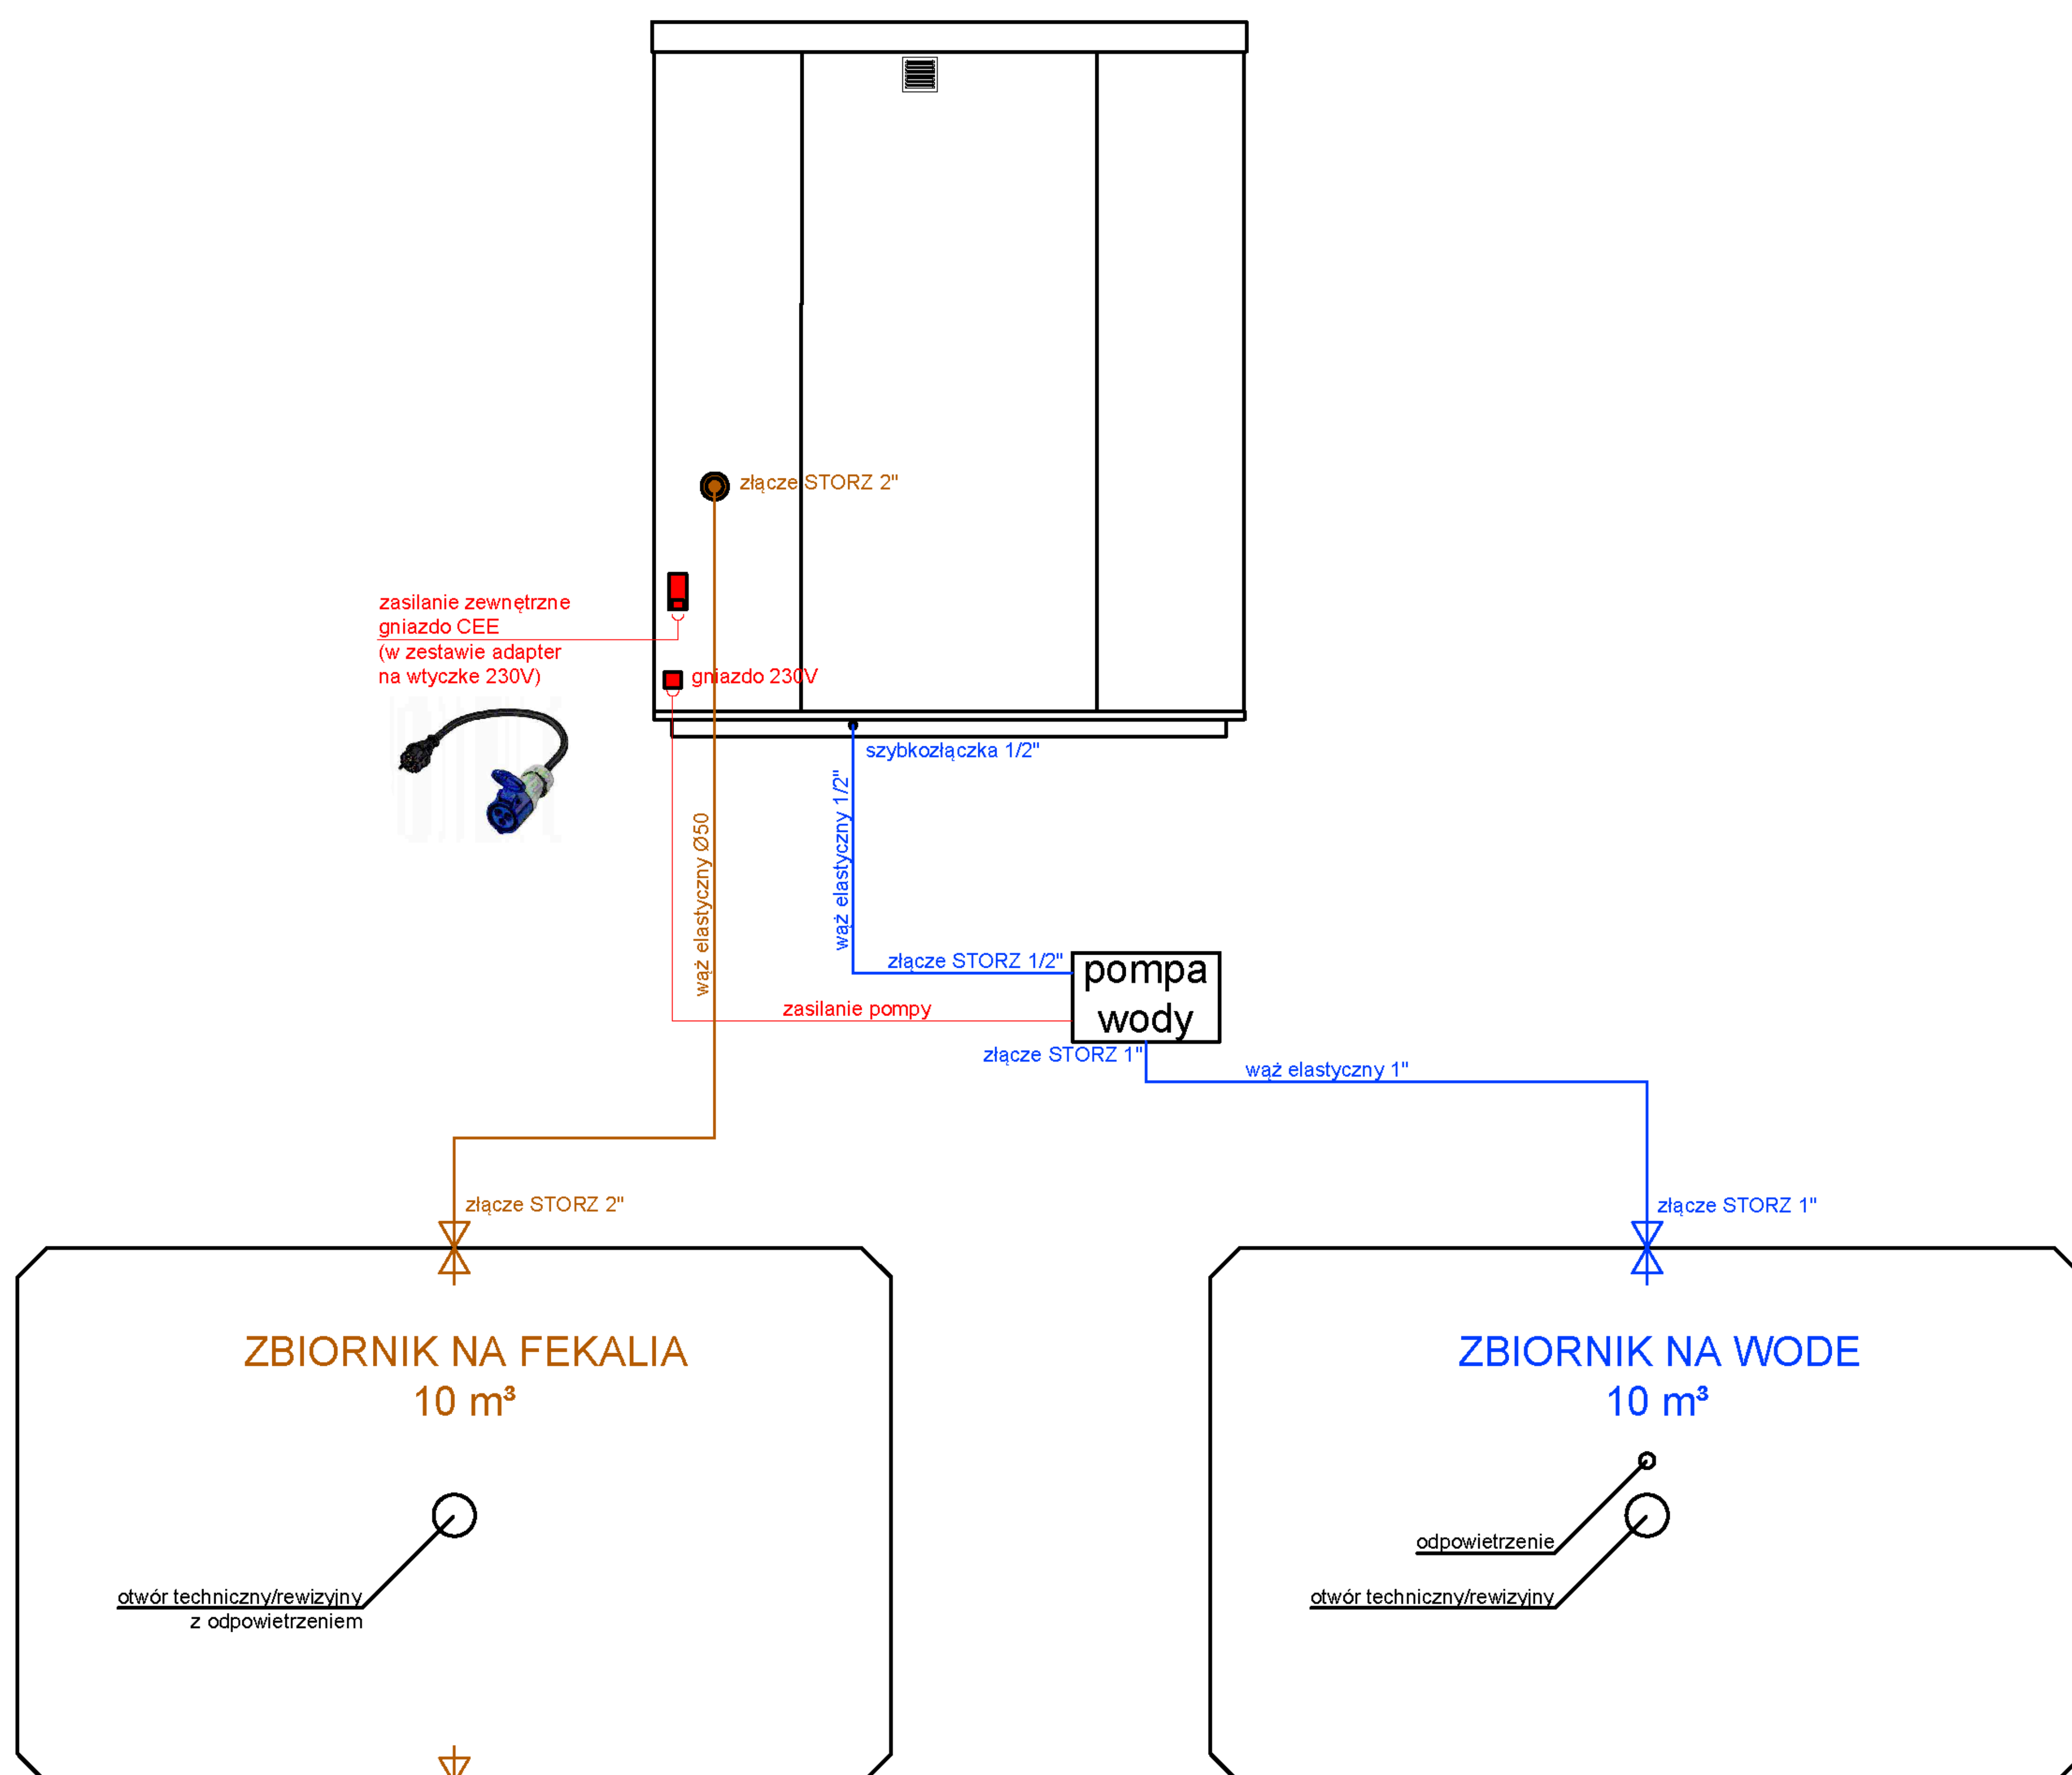 złącze STORZ 2"
zasilanie zewnętrzne
gniazdo CEE
(w zestawie adapter
na wtyczke 230V)
gniazdo 230V
szybkozłączka 1/2"
wąż elastyczny 1/2"
wąż elastyczny Ø50
złącze STORZ 1/2"
pompa
wody
zasilanie pompy
złącze STORZ 1"
wąż elastyczny 1"
złącze STORZ 2"
złącze STORZ 1"
ZBIORNIK NA FEKALIA
10 m³
ZBIORNIK NA WODE
10 m³
odpowietrzenie
otwór techniczny/rewizyjny
z odpowietrzeniem
otwór techniczny/rewizyjny